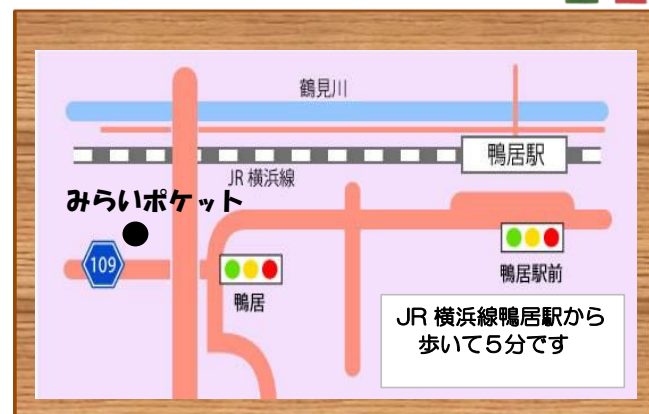 鶴見川
鴨居駅
JR 横浜線
みらいポケット
109
鴨居駅前
鴨居
JR 横浜線鴨居駅から
歩いて5分です